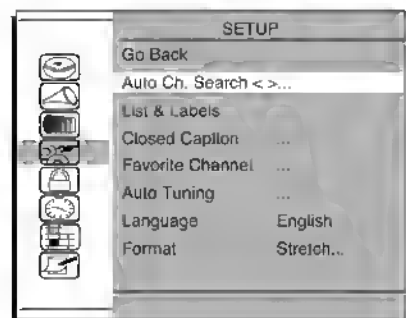 SETUP
Go Back
Auto Ch. Search < >...
List & Labels
Closed Caption ...
Favorite Channel ...
Auto Tuning ...
Language English
Format Stretch...